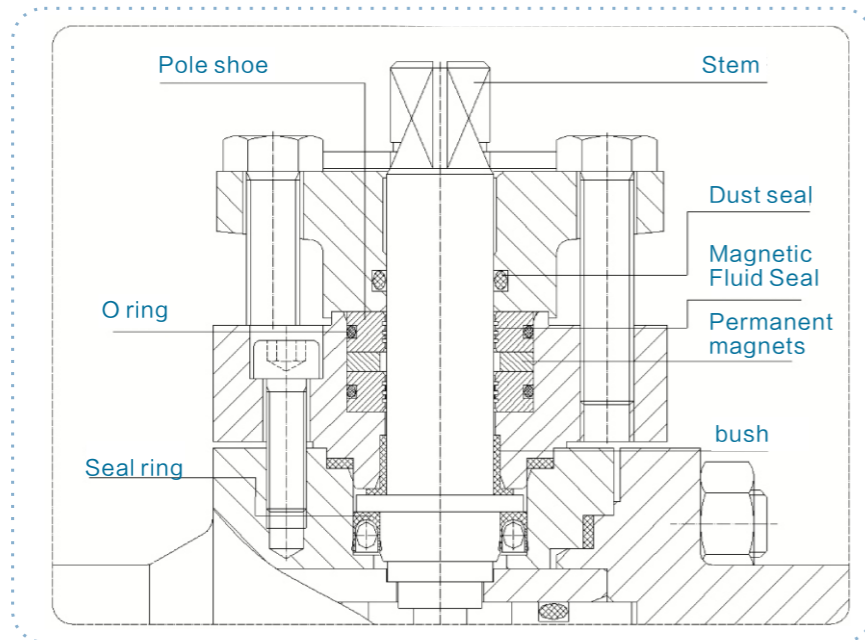 Pole shoe
Stem
Dust seal
Magnetic
Fluid Seal
O ring
Permanent
magnets
bush
Seal ring